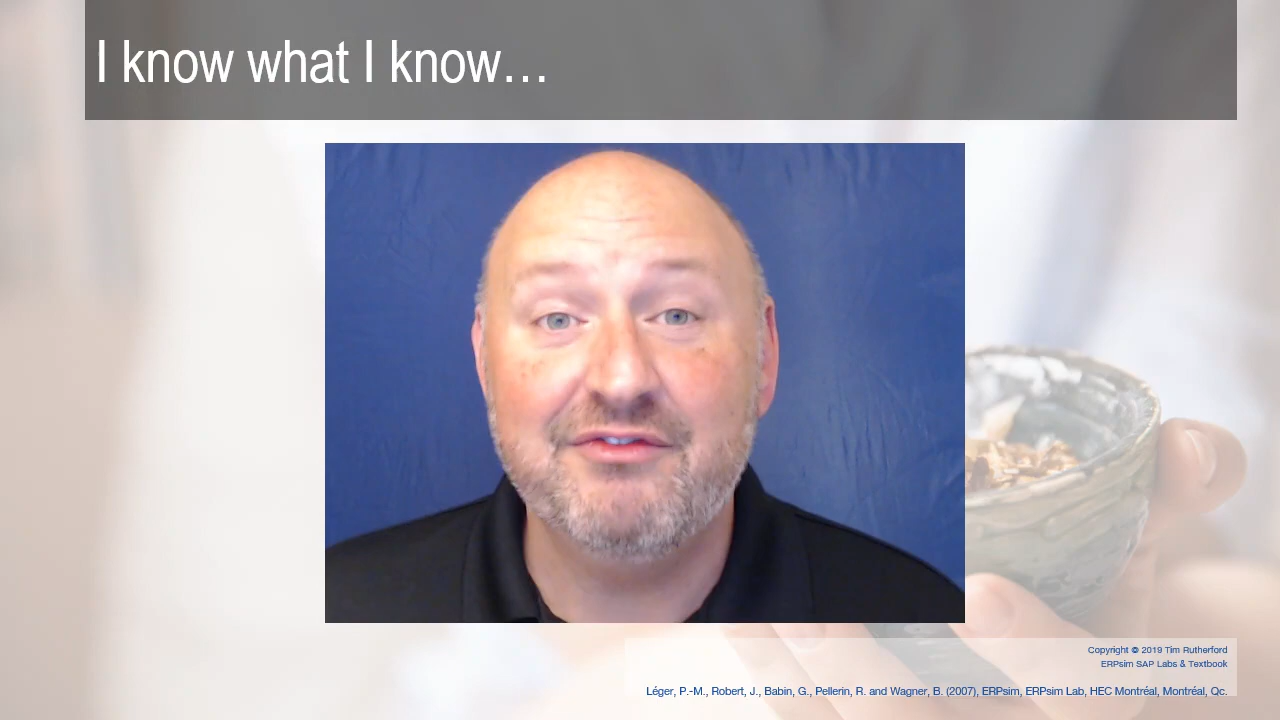 I know what I know…
Copyright © 2019 Tim Rutherford
ERPsim SAP Labs & Textbook
Léger, P.-M., Robert, J., Babin, G., Pellerin, R. and Wagner, B. (2007), ERPsim, ERPsim Lab, HEC Montréal, Montréal, Qc.